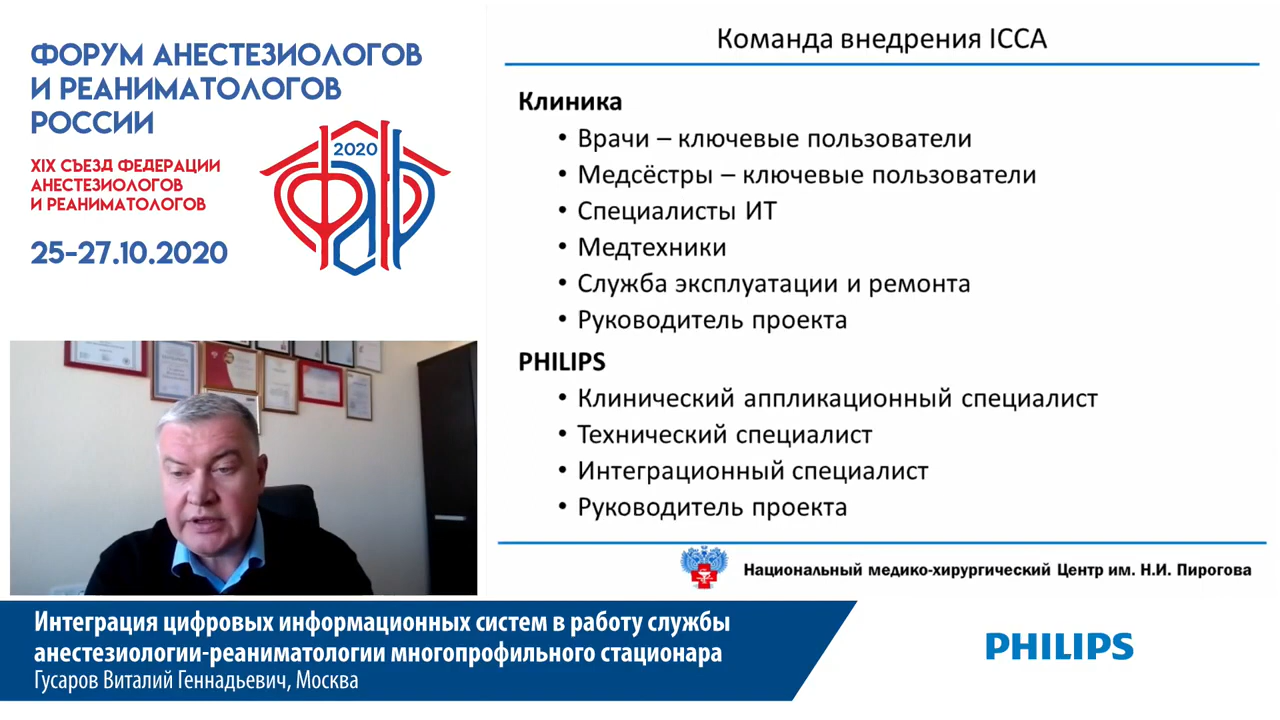 ФОРУМ АНЕСТЕЗИОЛОГОВ
И РЕАНИМАТОЛОГОВ
РОССИИ
XIX СЪЕЗД ФЕДЕРАЦИИ
АНЕСТЕЗИОЛОГОВ
И РЕАНИМАТОЛОГОВ
25-27.10.2020
2020
ФАР
Команда внедрения ICCA
Клиника
• Врачи – ключевые пользователи
• Медсёстры – ключевые пользователи
• Специалисты ИТ
• Медтехники
• Служба эксплуатации и ремонта
• Руководитель проекта
PHILIPS
• Клинический аппликационный специалист
• Технический специалист
• Интеграционный специалист
• Руководитель проекта
Национальный медико-хирургический Центр им. Н.И. Пирогова
Интеграция цифровых информационных систем в работу службы
анестезиологии-реаниматологии многопрофильного стационара
Гусаров Виталий Геннадьевич, Москва
PHILIPS